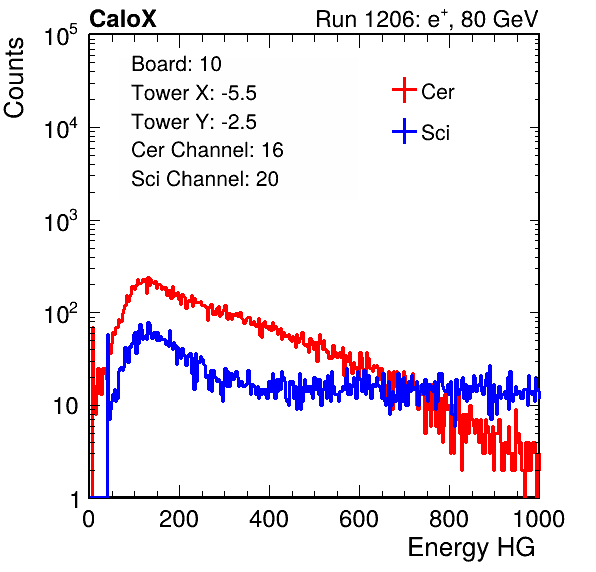 CaloX Run 1206: e⁺, 80 GeV
Counts
Board: 10
Tower X: -5.5
Tower Y: -2.5
Cer Channel: 16
Sci Channel: 20
Cer
Sci
10⁵
10⁴
10³
10²
10
1
0 200 400 600 800 1000
Energy HG